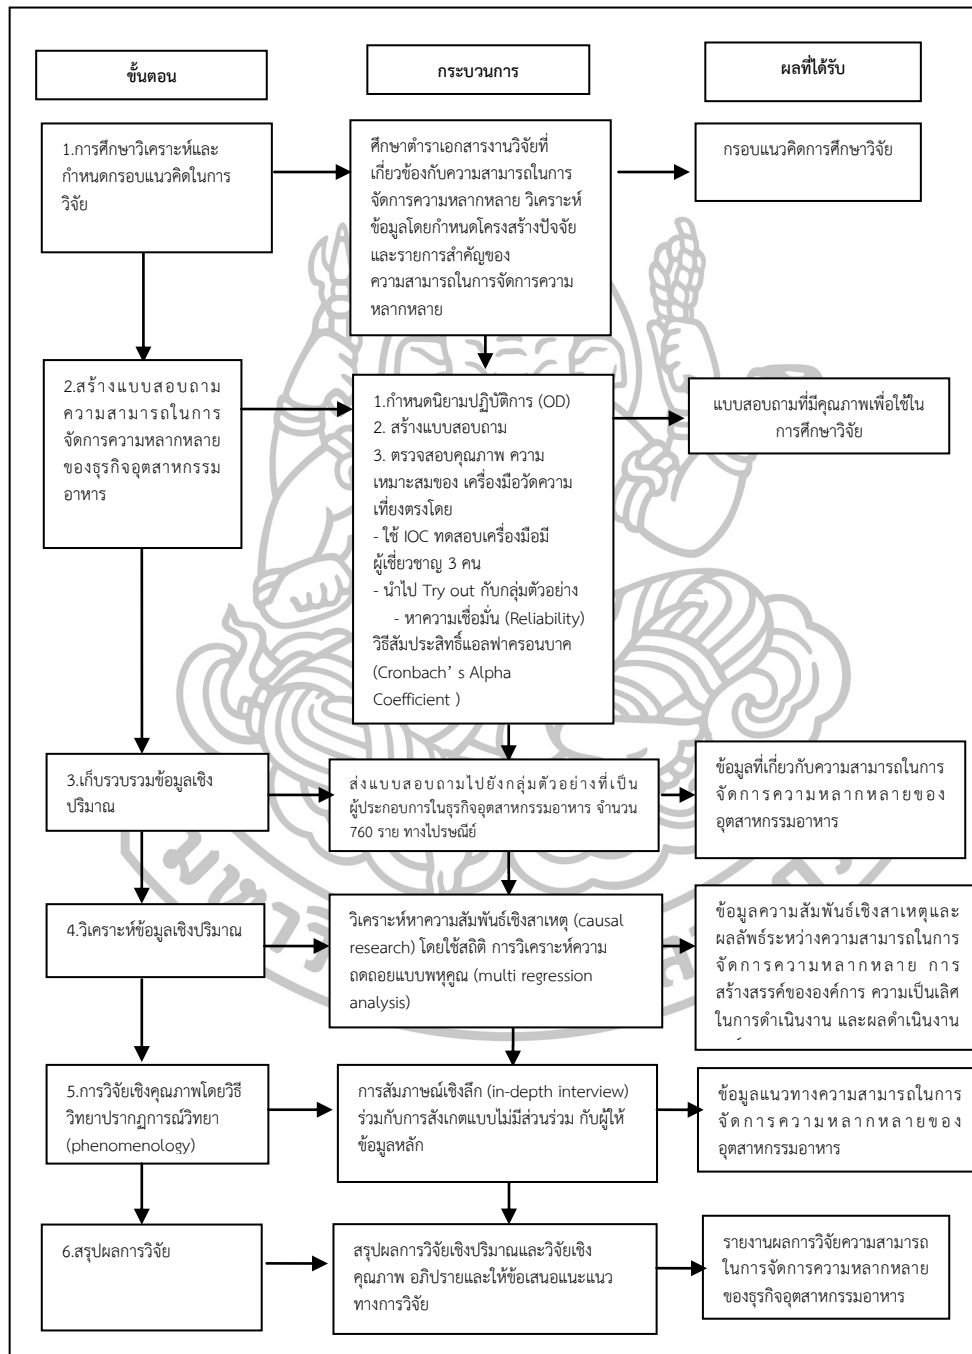 ขั้นตอน
กระบวนการ
ผลที่ได้รับ
1.การศึกษาวิเคราะห์และ
กำหนดกรอบแนวคิดในการ
วิจัย
ศึกษาตำราเอกสารงานวิจัยที่
เกี่ยวข้องกับความสามารถในการ
จัดการความหลากหลาย วิเคราะห์
ข้อมูลโดยกำหนดโครงสร้างปัจจัย
และรายการสำคัญของ
ความสามารถในการจัดการความ
หลากหลาย
กรอบแนวคิดการศึกษาวิจัย
2.สร้างแบบสอบถาม
ความสามารถในการ
จัดการความหลากหลาย
ของธุรกิจอุตสาหกรรม
อาหาร
1.กำหนดนิยามปฏิบัติการ (OD)
2. สร้างแบบสอบถาม
3. ตรวจสอบคุณภาพ ความ
เหมาะสมของ เครื่องมือวัดความ
เที่ยงตรงโดย
- ใช้ IOC ทดสอบเครื่องมือมี
ผู้เชี่ยวชาญ 3 คน
- นำไป Try out กับกลุ่มตัวอย่าง
- หาความเชื่อมั่น (Reliability)
วิธีสัมประสิทธิ์แอลฟาครอนบาค
(Cronbach’ s Alpha
Coefficient )
แบบสอบถามที่มีคุณภาพเพื่อใช้ใน
การศึกษาวิจัย
3.เก็บรวบรวมข้อมูลเชิง
ปริมาณ
ส่งแบบสอบถามไปยังกลุ่มตัวอย่างที่เป็น
ผู้ประกอบการในธุรกิจอุตสาหกรรมอาหาร จำนวน
760 ราย ทางไปรษณีย์
ข้อมูลที่เกี่ยวกับความสามารถในการ
จัดการความหลากหลายของ
อุตสาหกรรมอาหาร
4.วิเคราะห์ข้อมูลเชิงปริมาณ
วิเคราะห์หาความสัมพันธ์เชิงสาเหตุ (causal
research) โดยใช้สถิติ การวิเคราะห์ความ
ถดถอยแบบพหุคูณ (multi regression
analysis)
ข้อมูลความสัมพันธ์เชิงสาเหตุและ
ผลลัพธ์ระหว่างความสามารถในการ
จัดการความหลากหลาย การ
สร้างสรรค์ขององค์การ ความเป็นเลิศ
ในการดำเนินงาน และผลดำเนินงาน
5.การวิจัยเชิงคุณภาพโดยวิธี
วิทยาปรากฏการณ์วิทยา
(phenomenology)
การสัมภาษณ์เชิงลึก (in-depth interview)
ร่วมกับการสังเกตแบบไม่มีส่วนร่วม กับผู้ให้
ข้อมูลหลัก
ข้อมูลแนวทางความสามารถในการ
จัดการความหลากหลายของ
อุตสาหกรรมอาหาร
6.สรุปผลการวิจัย
สรุปผลการวิจัยเชิงปริมาณและวิจัยเชิง
คุณภาพ อภิปรายและให้ข้อเสนอแนะแนว
ทางการวิจัย
รายงานผลการวิจัยความสามารถ
ในการจัดการความหลากหลาย
ของธุรกิจอุตสาหกรรมอาหาร